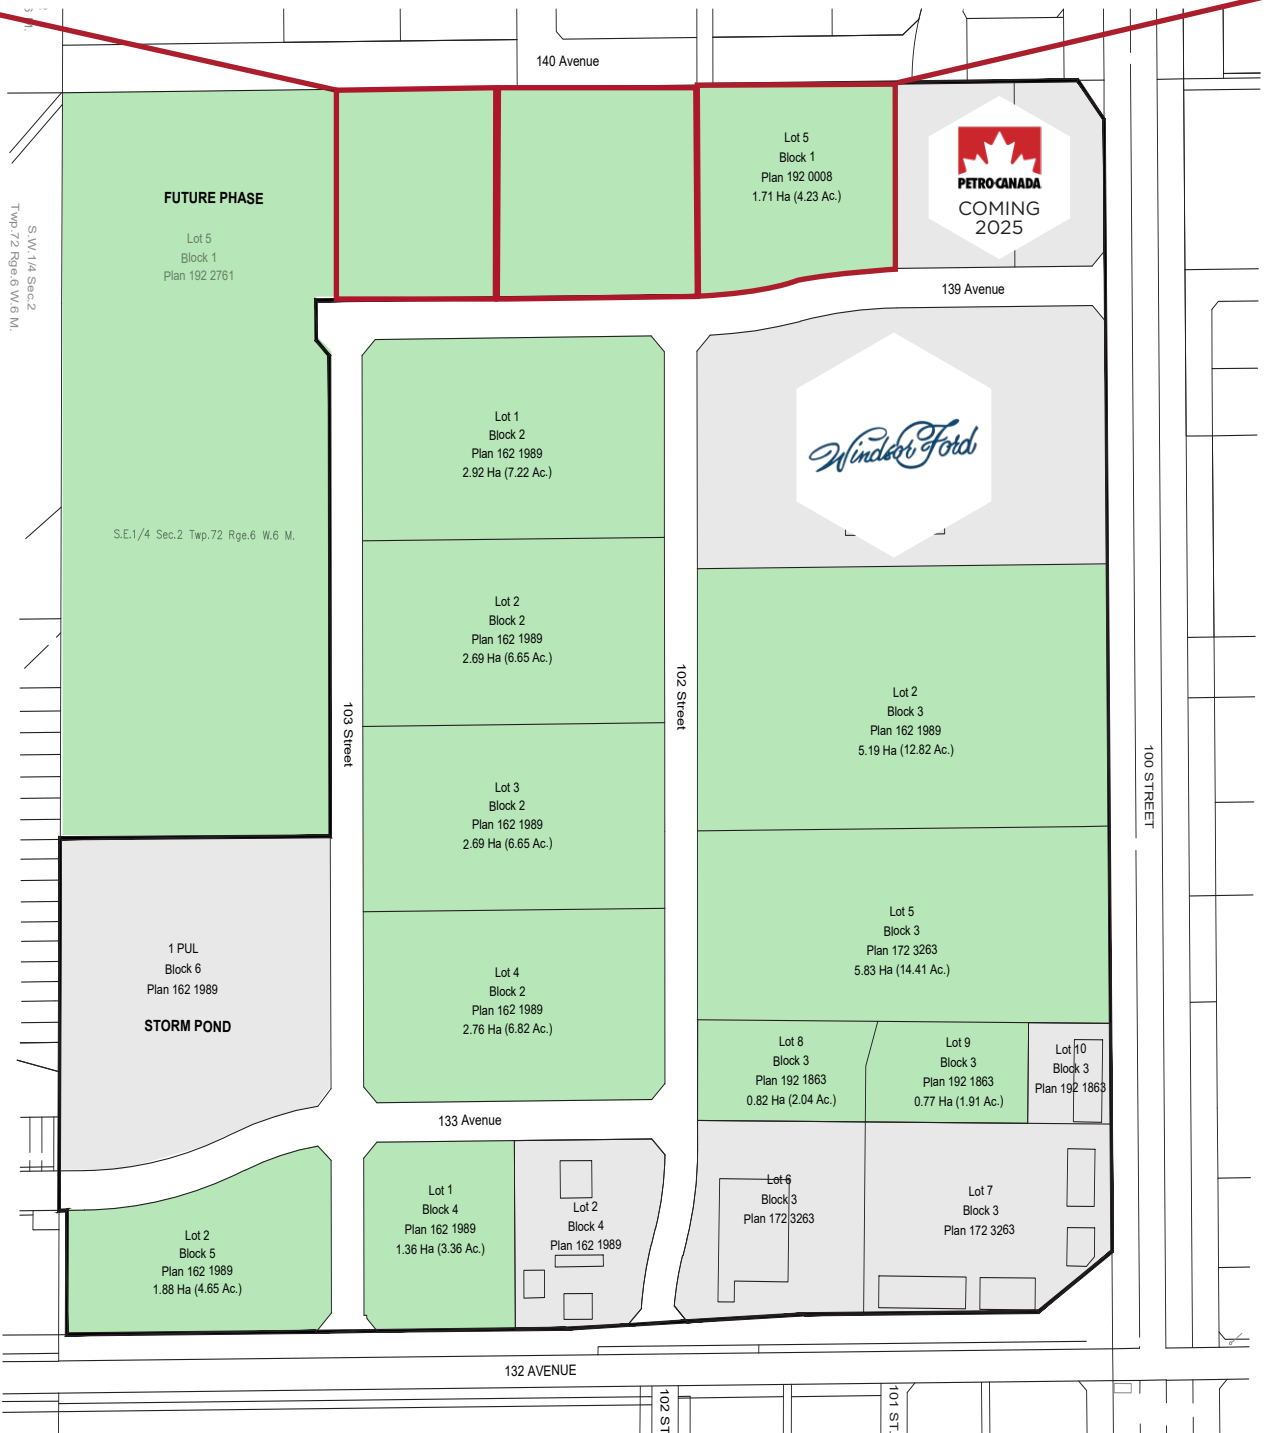 140 Avenue
FUTURE PHASE
Lot 5
Block 1
Plan 192 2761
S.W.1/4 Sec.2
Twp.72 Rge.6 W.6 M.
S.E.1/4 Sec.2 Twp.72 Rge.6 W.6 M.
Lot 5
Block 1
Plan 192 0008
1.71 Ha (4.23 Ac.)
PETRO-CANADA
COMING
2025
139 Avenue
Windsor Ford
Lot 1
Block 2
Plan 162 1989
2.92 Ha (7.22 Ac.)
Lot 2
Block 2
Plan 162 1989
2.69 Ha (6.65 Ac.)
103 Street
102 Street
Lot 2
Block 3
Plan 162 1989
5.19 Ha (12.82 Ac.)
100 STREET
Lot 3
Block 2
Plan 162 1989
2.69 Ha (6.65 Ac.)
Lot 5
Block 3
Plan 172 3263
5.83 Ha (14.41 Ac.)
1 PUL
Block 6
Plan 162 1989
STORM POND
Lot 4
Block 2
Plan 162 1989
2.76 Ha (6.82 Ac.)
Lot 8
Block 3
Plan 192 1863
0.82 Ha (2.04 Ac.)
Lot 9
Block 3
Plan 192 1863
0.77 Ha (1.91 Ac.)
Lot 10
Block 3
Plan 192 1863
133 Avenue
Lot 2
Block 5
Plan 162 1989
1.88 Ha (4.65 Ac.)
Lot 1
Block 4
Plan 162 1989
1.36 Ha (3.36 Ac.)
Lot 2
Block 4
Plan 162 1989
Lot 6
Block 3
Plan 172 3263
Lot 7
Block 3
Plan 172 3263
132 AVENUE
102 ST
101 ST.